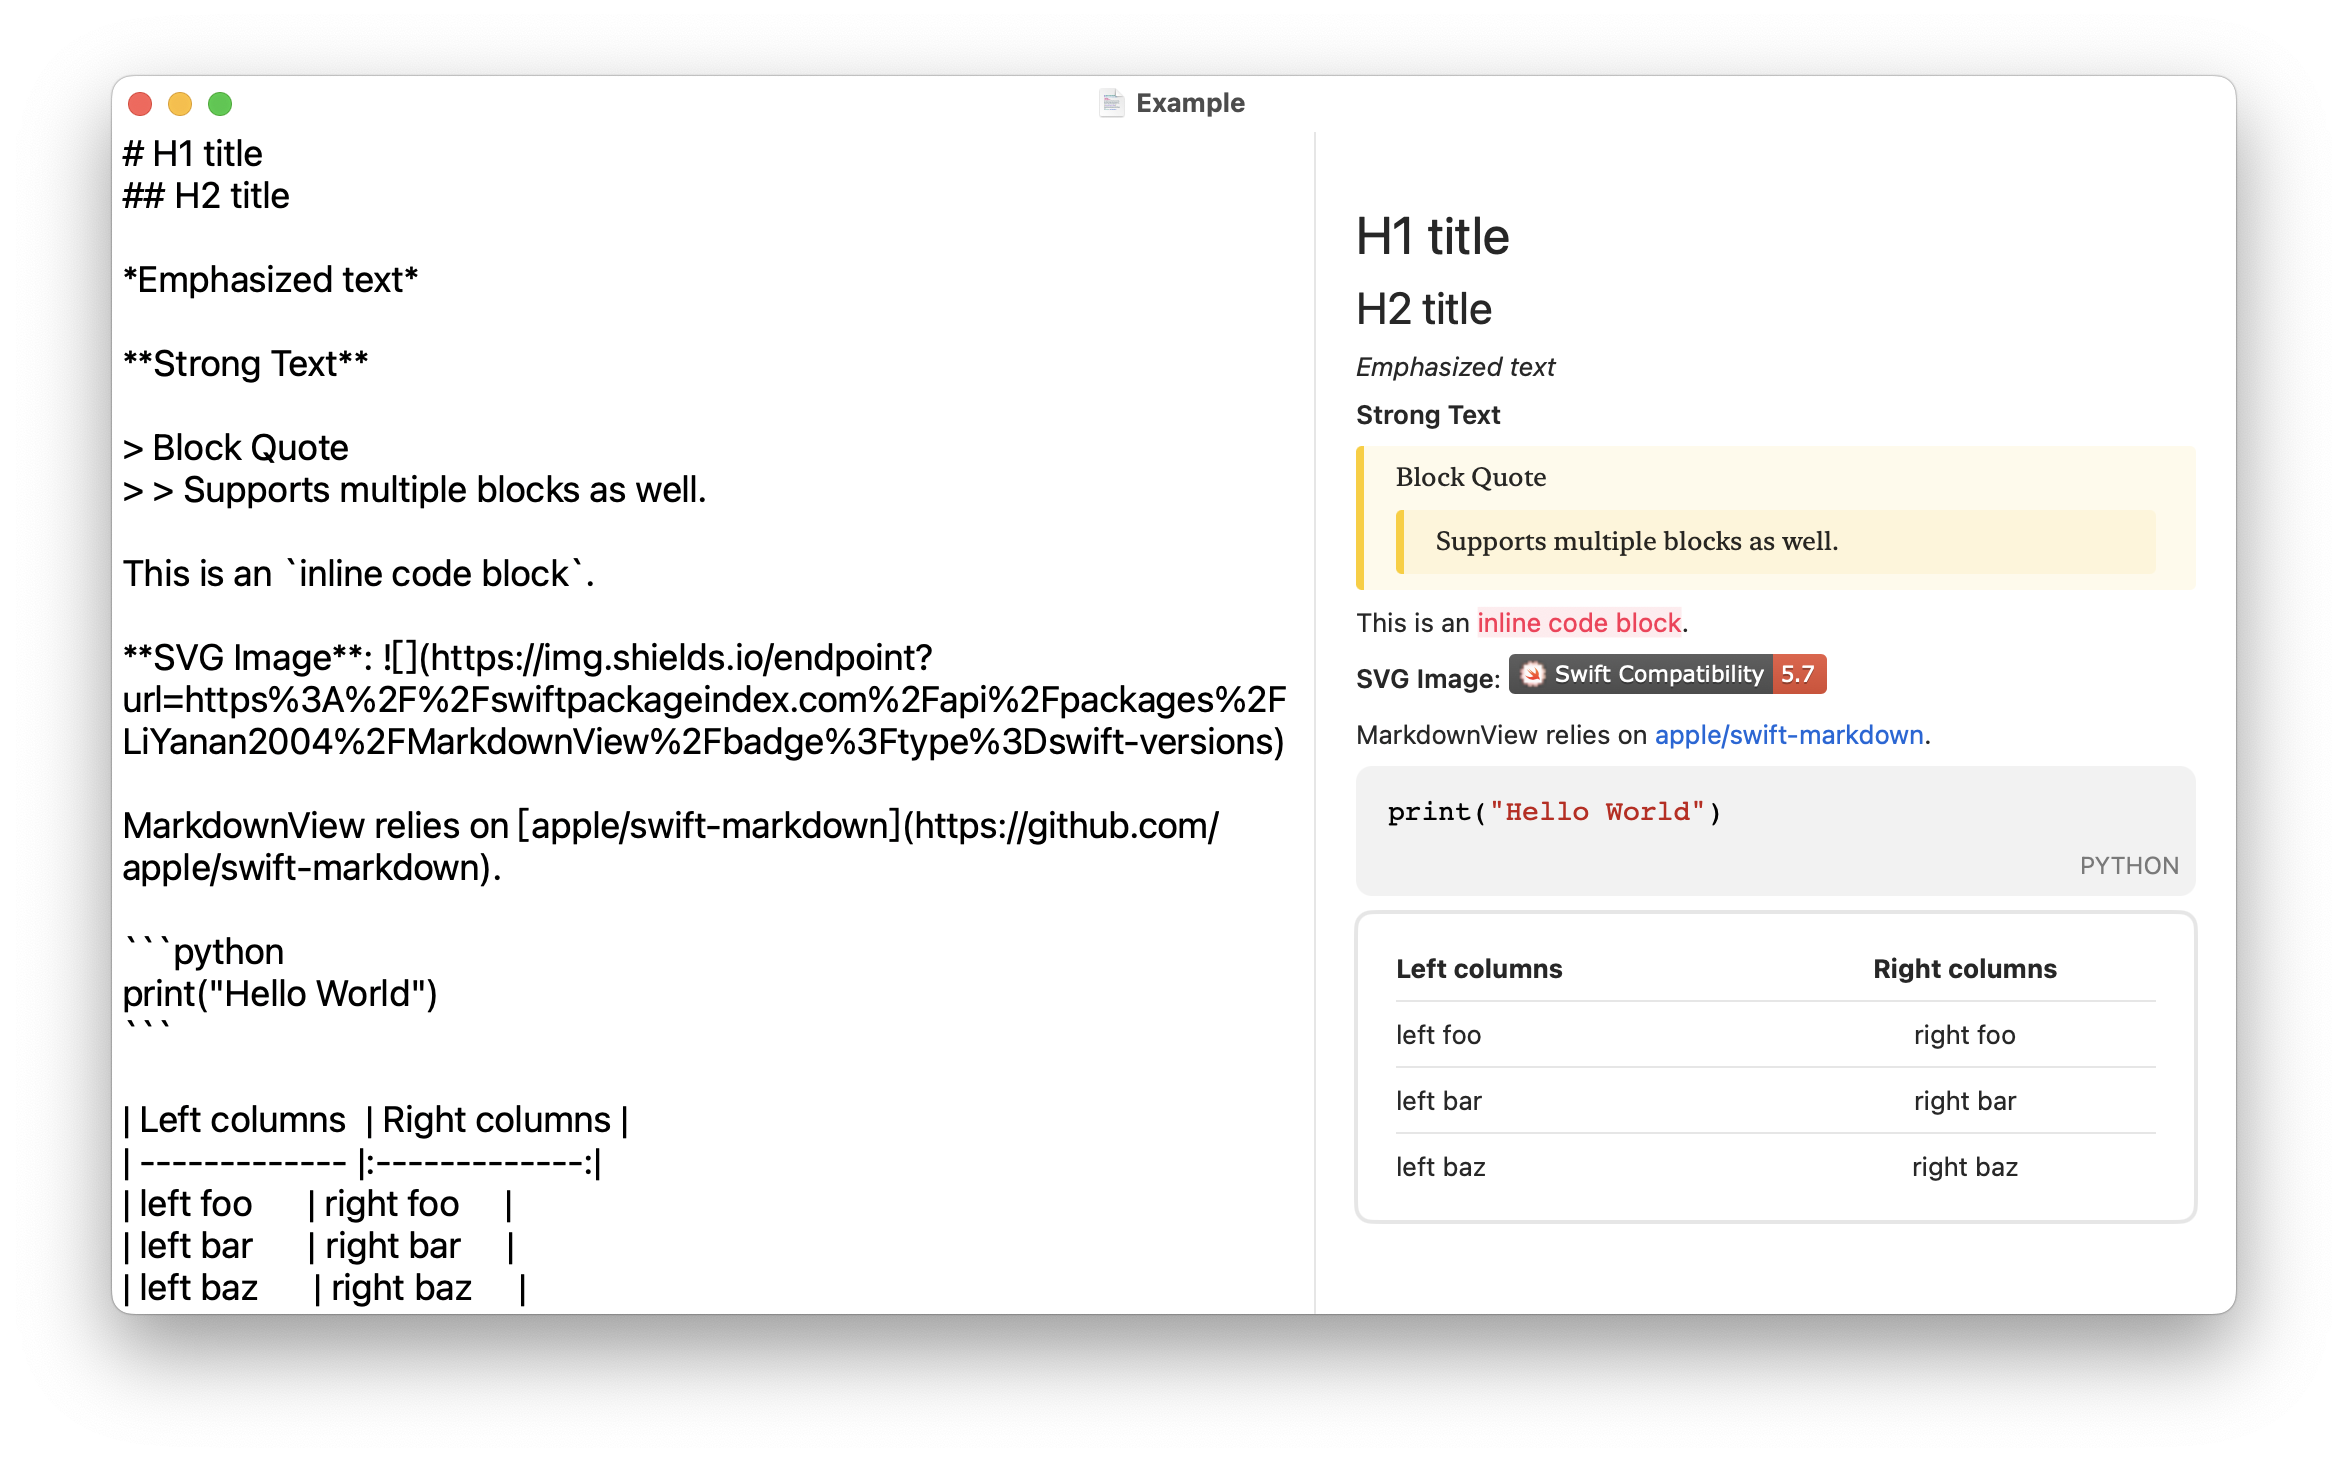 Example
# H1 title
## H2 title
*Emphasized text*
**Strong Text**
> Block Quote
> > Supports multiple blocks as well.
This is an `inline code block`.
**SVG Image**: ![](https://img.shields.io/endpoint?
url=https%3A%2F%2Fswiftpackageindex.com%2Fapi%2Fpackages%2F
LiYanan2004%2FMarkdownView%2Fbadge%3Ftype%3Dswift-versions)
MarkdownView relies on [apple/swift-markdown](https://github.com/
apple/swift-markdown).
```python
print("Hello World")
```
| Left columns  | Right columns |
| ------------- |:-------------:|
| left foo      | right foo     |
| left bar      | right bar     |
| left baz      | right baz     |
H1 title
H2 title
Emphasized text
Strong Text
Block Quote
Supports multiple blocks as well.
This is an inline code block.
SVG Image: Swift Compatibility 5.7
MarkdownView relies on apple/swift-markdown.
print("Hello World")
PYTHON
Left columns Right columns
left foo right foo
left bar right bar
left baz right baz